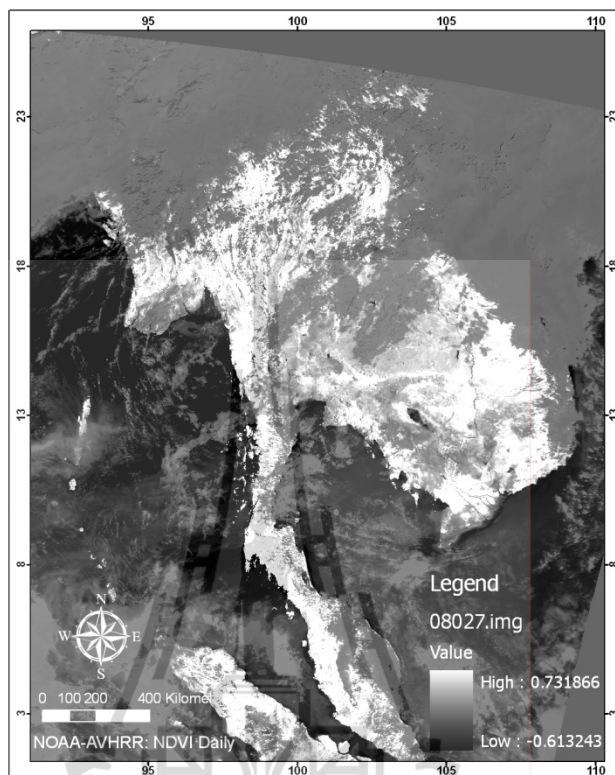 95 100 105 110
23 23
18 18
13 13
8 8
3 3
N
W E
S
0 100 200 400 Kilomet
NOAA-AVHRR: NDVI Daily
Legend
08027.img
Value
High : 0.731866
Low : -0.613243
95 100 105 110